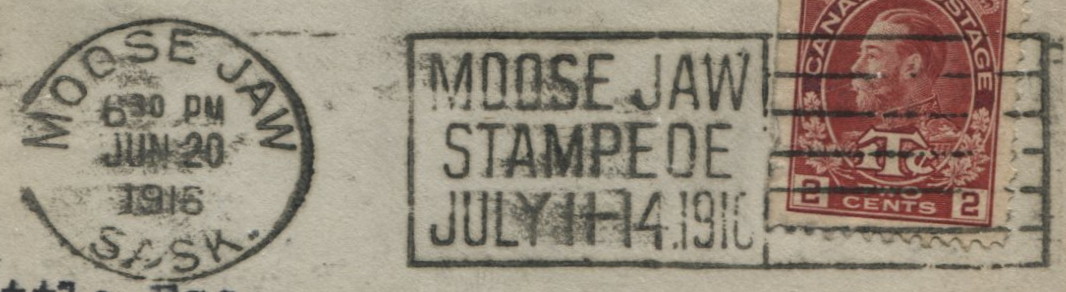 MOOSE JAW
6 30 PM
JUN 20
1916
SASK.
MOOSE JAW
STAMPEDE
JULY 11-14.1916
CANADA POSTAGE
1Tc
2 TWO 2
CENTS